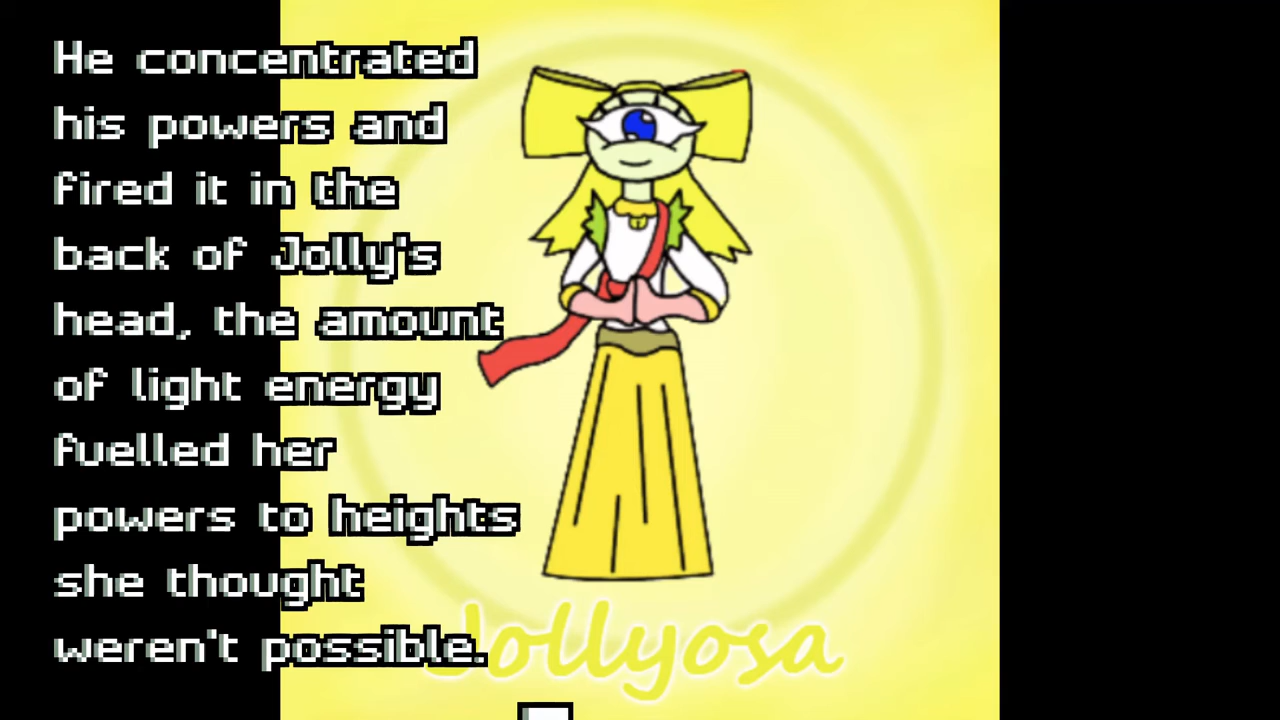 He concentrated
his powers and
fired it in the
back of Jolly's
head, the amount
of light energy
fuelled her
powers to heights
she thought
weren't possible.
Jollyosa